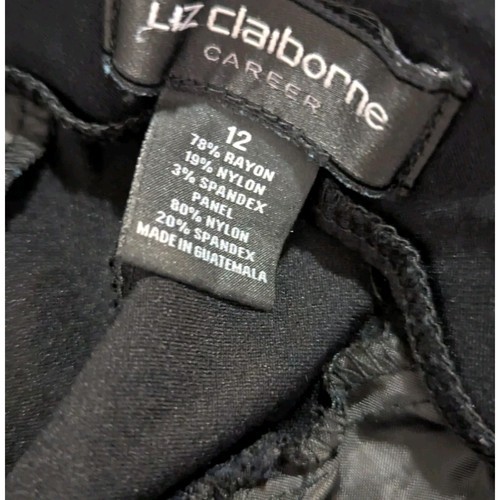 LIZ claiborne
CAREER
12
78% RAYON
19% NYLON
3% SPANDEX
PANEL
80% NYLON
20% SPANDEX
MADE IN GUATEMALA